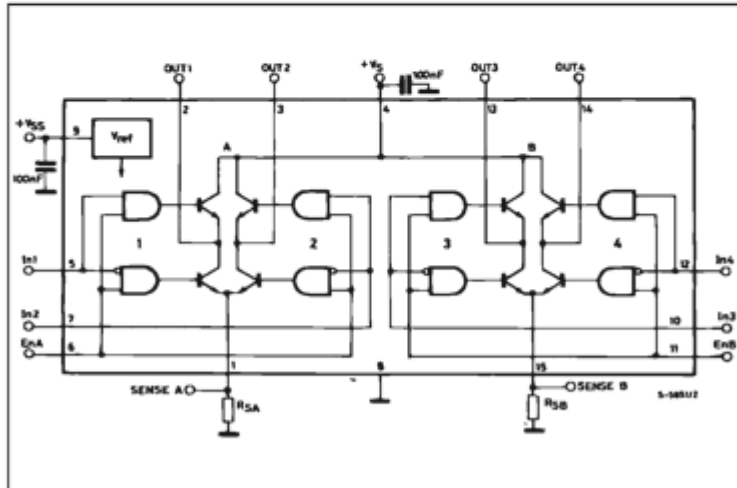 OUT1 OUT2 +VS 100nF OUT3 OUT4
2 3 4 13 14
+VSS 9 Vref A B
100nF
1 2 3 4
In1 5 12 In4
In2 7 10 In3
EnA 6 11 EnB
1 8 15
SENSE A SENSE B
RSA RSB